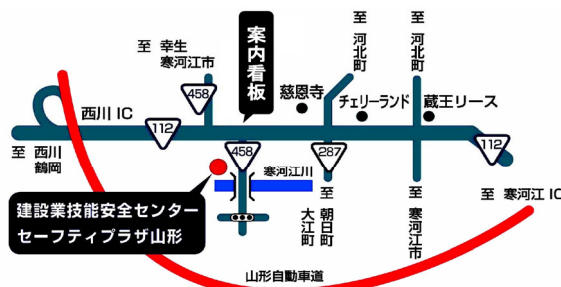 至 幸生
寒河江市
458
案内看板
至 河北町
至 河北町
慈恩寺
チェリーランド
蔵王リース
西川 IC
112
至 西川
鶴岡
458
寒河江川
287
112
建設業技能安全センター
セーフティプラザ山形
至 朝日町
大江町
至 寒河江市
至 寒河江 IC
山形自動車道